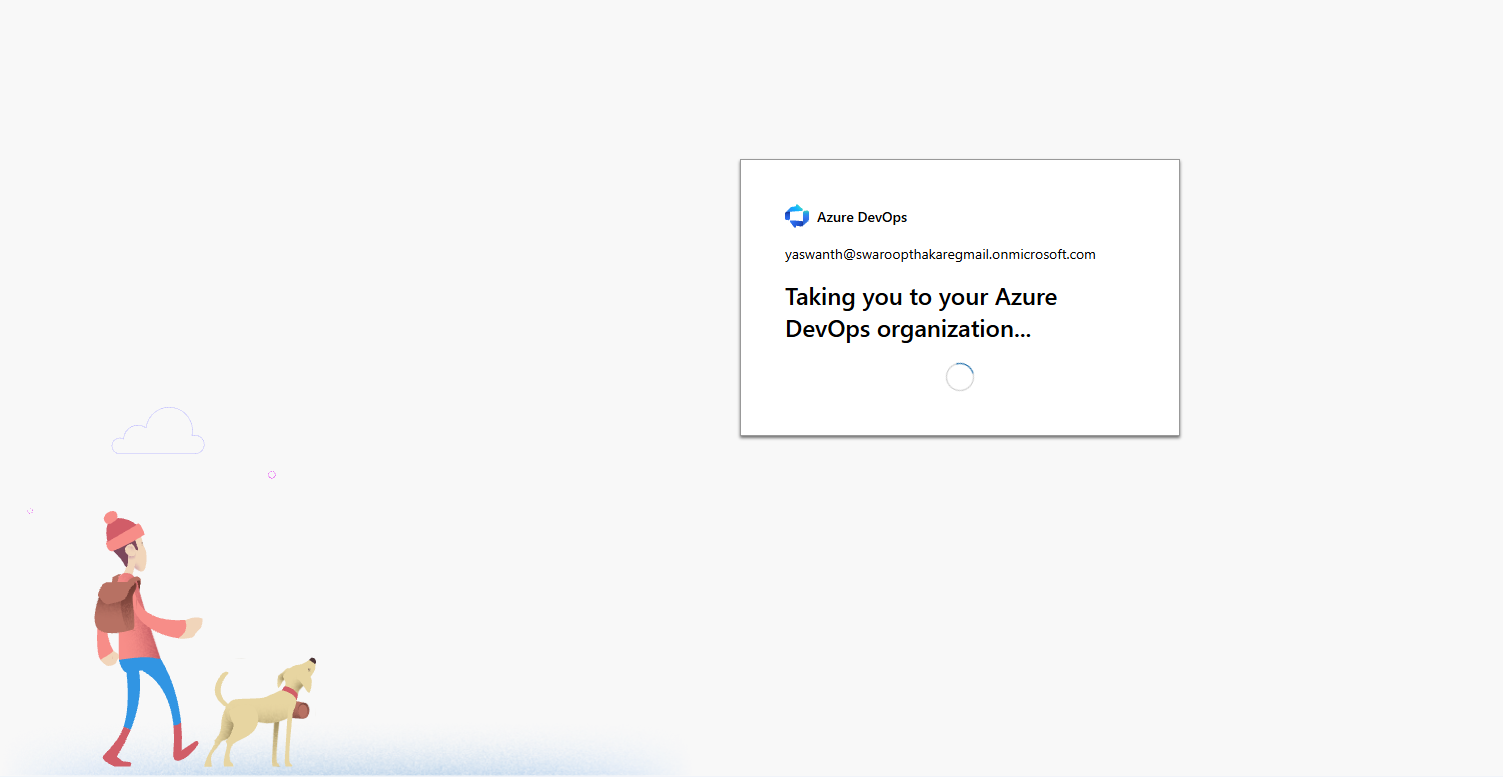 Azure DevOps
yaswanth@swaroopthakaregmail.onmicrosoft.com
Taking you to your Azure
DevOps organization...